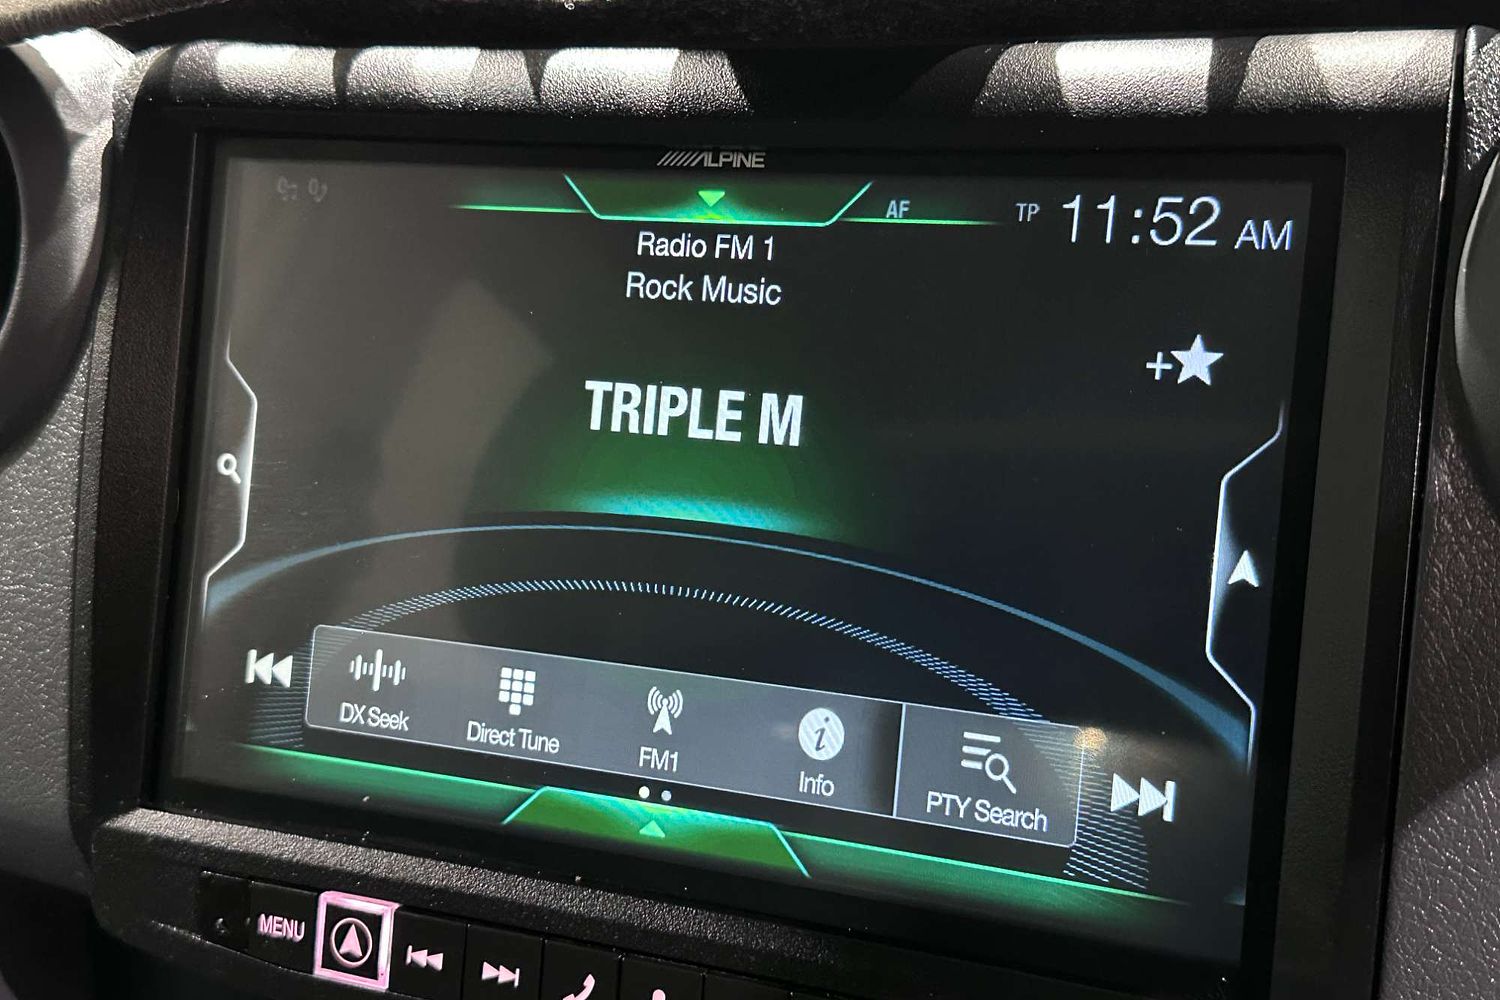 ALPINE
AF
TP
11:52 AM
Radio FM 1
Rock Music
TRIPLE M
DX Seek
Direct Tune
FM1
Info
PTY Search
MENU